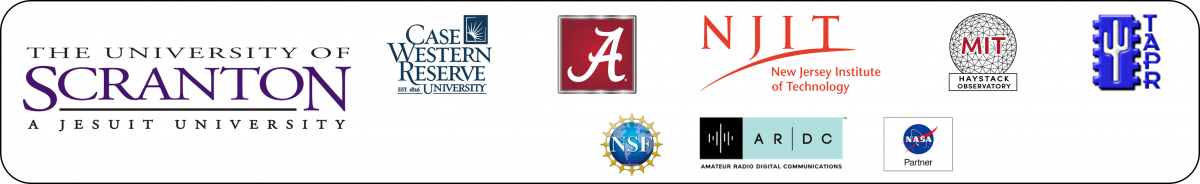 THE UNIVERSITY OF
SCRANTON
A JESUIT UNIVERSITY
CASE
WESTERN
RESERVE
EST. 1826 UNIVERSITY
A
NJIT
New Jersey Institute
of Technology
MIT
HAYSTACK
OBSERVATORY
TAPR
NSF
AR|DC
™
AMATEUR RADIO DIGITAL COMMUNICATIONS
NASA
Partner